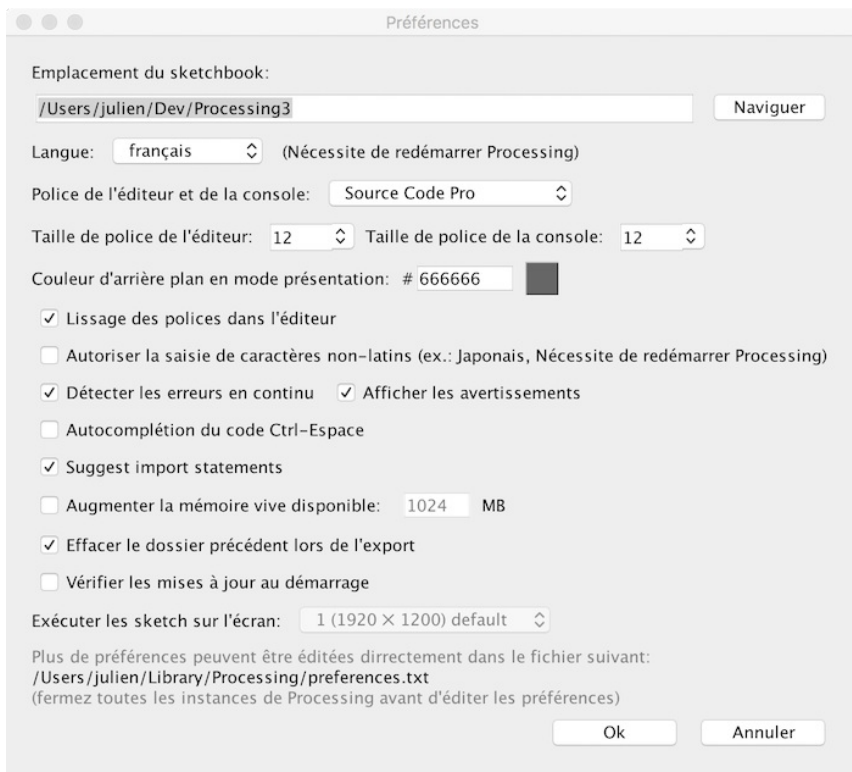 Préférences
Emplacement du sketchbook:
/Users/julien/Dev/Processing3 Naviguer
Langue: français (Nécessite de redémarrer Processing)
Police de l'éditeur et de la console: Source Code Pro
Taille de police de l'éditeur: 12 Taille de police de la console: 12
Couleur d'arrière plan en mode présentation: # 666666
Lissage des polices dans l'éditeur
Autoriser la saisie de caractères non-latins (ex.: Japonais, Nécessite de redémarrer Processing)
Détecter les erreurs en continu Afficher les avertissements
Autocomplétion du code Ctrl-Espace
Suggest import statements
Augmenter la mémoire vive disponible: 1024 MB
Effacer le dossier précédent lors de l'export
Vérifier les mises à jour au démarrage
Exécuter les sketch sur l'écran: 1 (1920 × 1200) default
Plus de préférences peuvent être éditées dirrectement dans le fichier suivant:
/Users/julien/Library/Processing/preferences.txt
(fermez toutes les instances de Processing avant d'éditer les préférences)
Ok Annuler